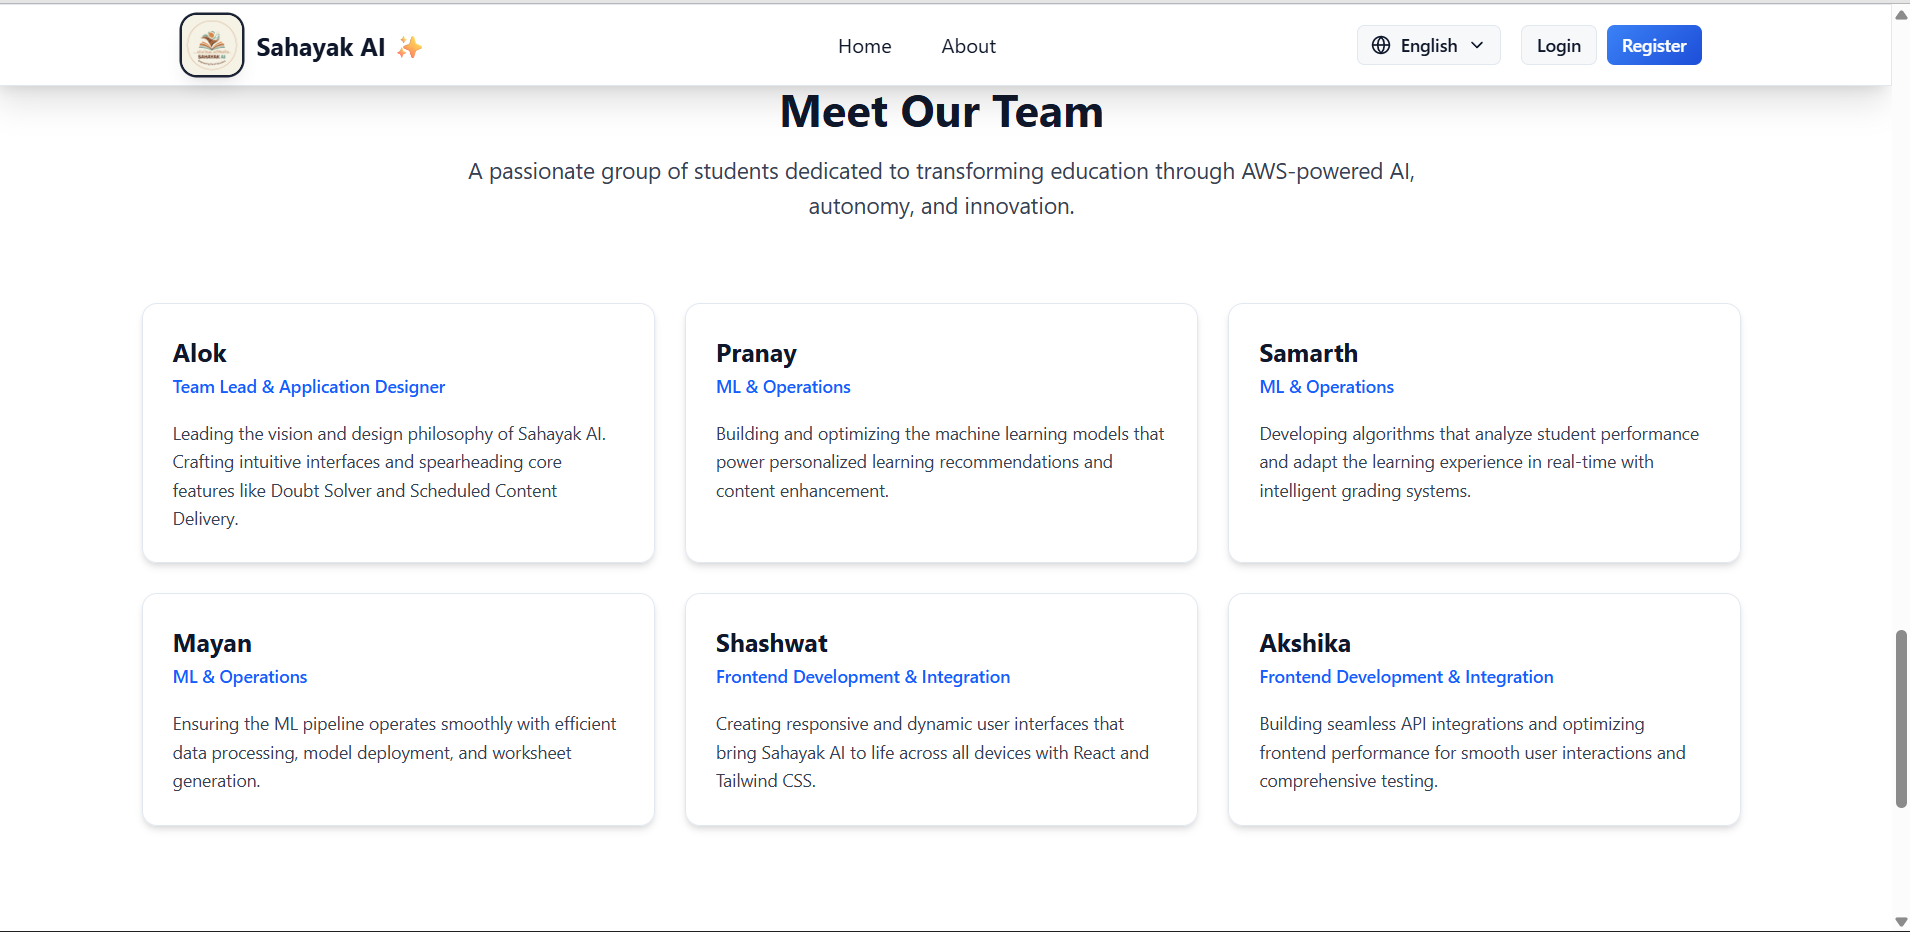 SAHAYAK AI
Sahayak AI
Home
About
English
Login
Register
Meet Our Team
A passionate group of students dedicated to transforming education through AWS-powered AI,
autonomy, and innovation.
Alok
Team Lead & Application Designer
Leading the vision and design philosophy of Sahayak AI.
Crafting intuitive interfaces and spearheading core
features like Doubt Solver and Scheduled Content
Delivery.
Pranay
ML & Operations
Building and optimizing the machine learning models that
power personalized learning recommendations and
content enhancement.
Samarth
ML & Operations
Developing algorithms that analyze student performance
and adapt the learning experience in real-time with
intelligent grading systems.
Mayan
ML & Operations
Ensuring the ML pipeline operates smoothly with efficient
data processing, model deployment, and worksheet
generation.
Shashwat
Frontend Development & Integration
Creating responsive and dynamic user interfaces that
bring Sahayak AI to life across all devices with React and
Tailwind CSS.
Akshika
Frontend Development & Integration
Building seamless API integrations and optimizing
frontend performance for smooth user interactions and
comprehensive testing.